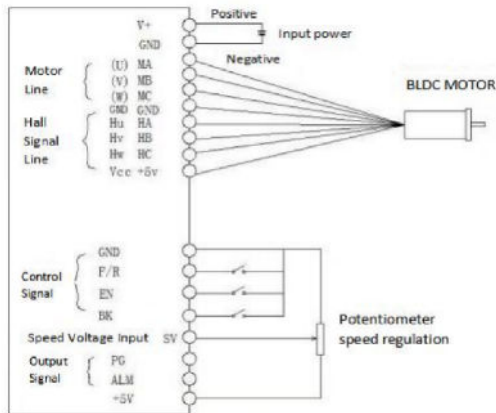 V+ Positive
GND Input power
Negative
Motor Line
(U) MA
(V) MB
(W) MC
GND GND
Hall Signal Line
Hu HA
Hv HB
Hw HC
Vcc +5v
BLDC MOTOR
Control Signal
GND
F/R
EN
BK
Speed Voltage Input SV
Potentiometer
speed regulation
Output Signal
PG
ALM
+5V